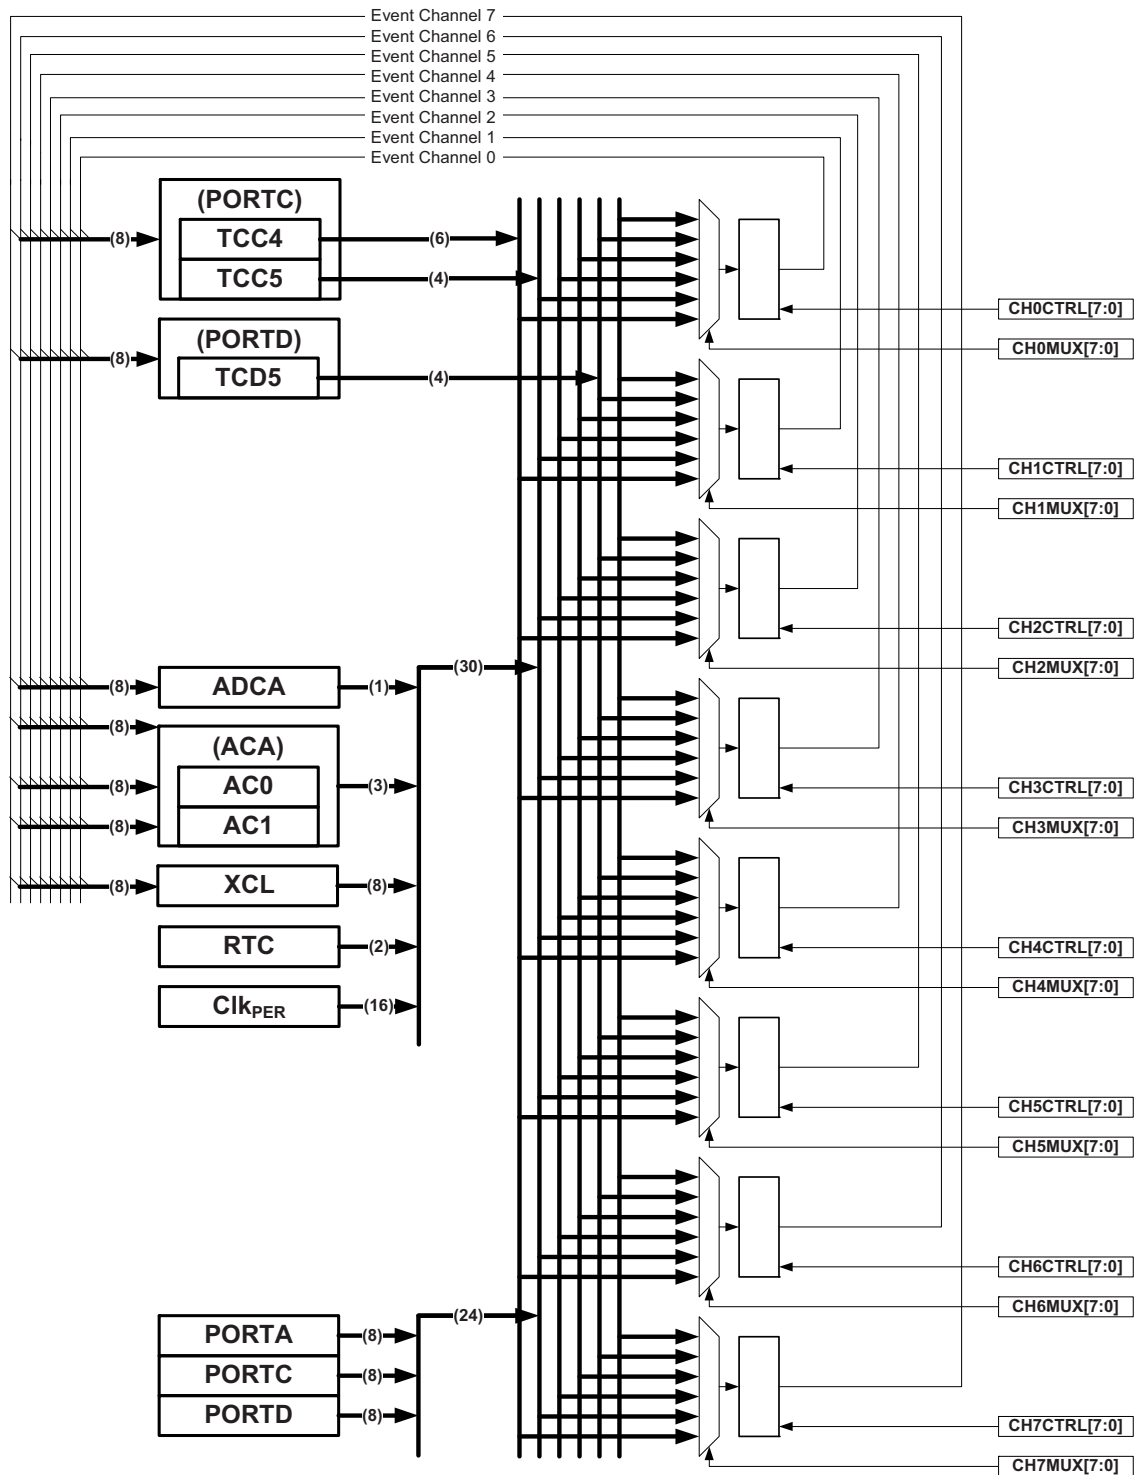 Event Channel 7
Event Channel 6
Event Channel 5
Event Channel 4
Event Channel 3
Event Channel 2
Event Channel 1
Event Channel 0
(PORTC)
(8) TCC4 (6)
TCC5 (4)
CH0CTRL[7:0]
(PORTD)
CH0MUX[7:0]
(8)
TCD5 (4)
CH1CTRL[7:0]
CH1MUX[7:0]
CH2CTRL[7:0]
(30) CH2MUX[7:0]
(8) ADCA (1)
(8)
(ACA)
(8) AC0 (3) CH3CTRL[7:0]
(8) AC1 CH3MUX[7:0]
(8) XCL (8)
RTC (2) CH4CTRL[7:0]
CH4MUX[7:0]
ClkPER (16)
CH5CTRL[7:0]
CH5MUX[7:0]
CH6CTRL[7:0]
CH6MUX[7:0]
(24)
PORTA (8)
PORTC (8)
PORTD (8)
CH7CTRL[7:0]
CH7MUX[7:0]